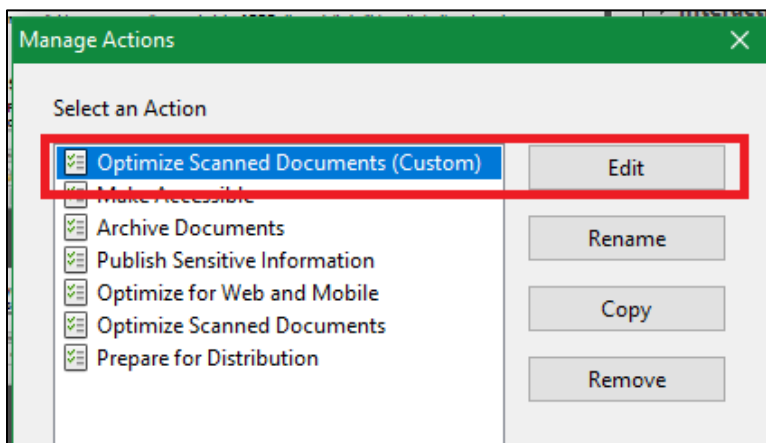 Manage Actions
Select an Action
Optimize Scanned Documents (Custom)
Edit
Make Accessible
Archive Documents
Rename
Publish Sensitive Information
Optimize for Web and Mobile
Copy
Optimize Scanned Documents
Prepare for Distribution
Remove